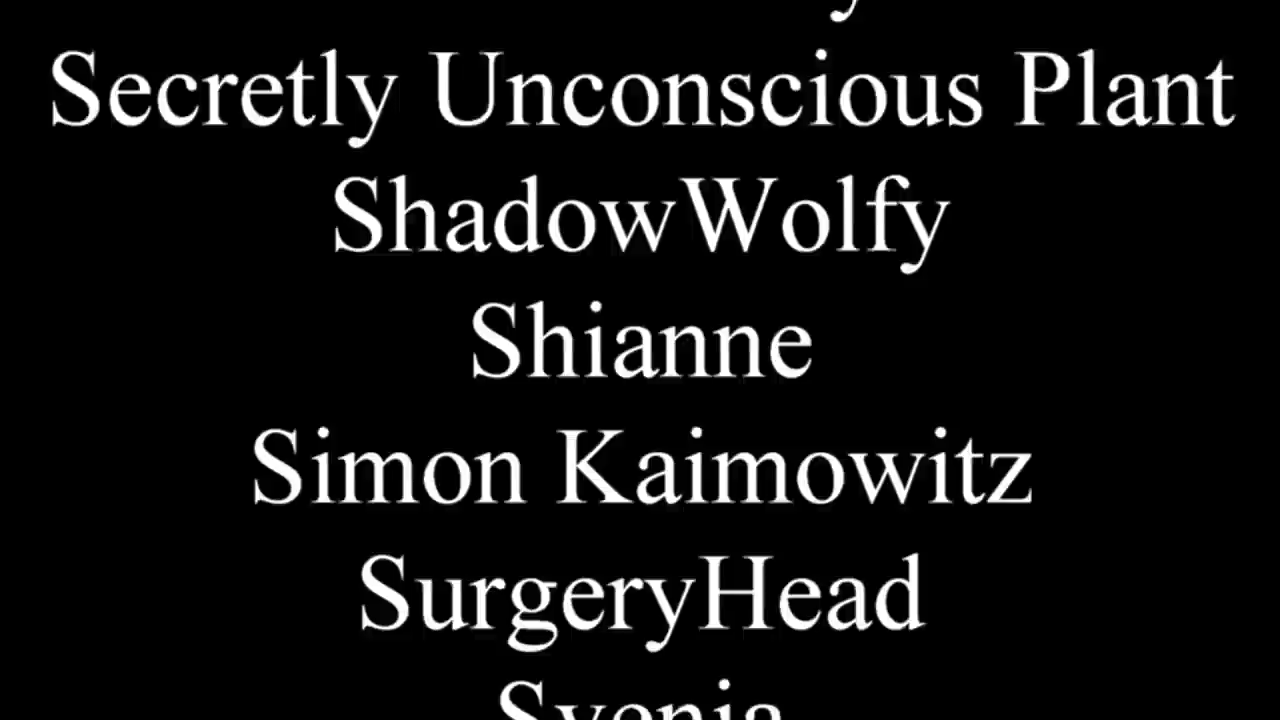 Secretly Unconscious Plant
ShadowWolfy
Shianne
Simon Kaimowitz
SurgeryHead